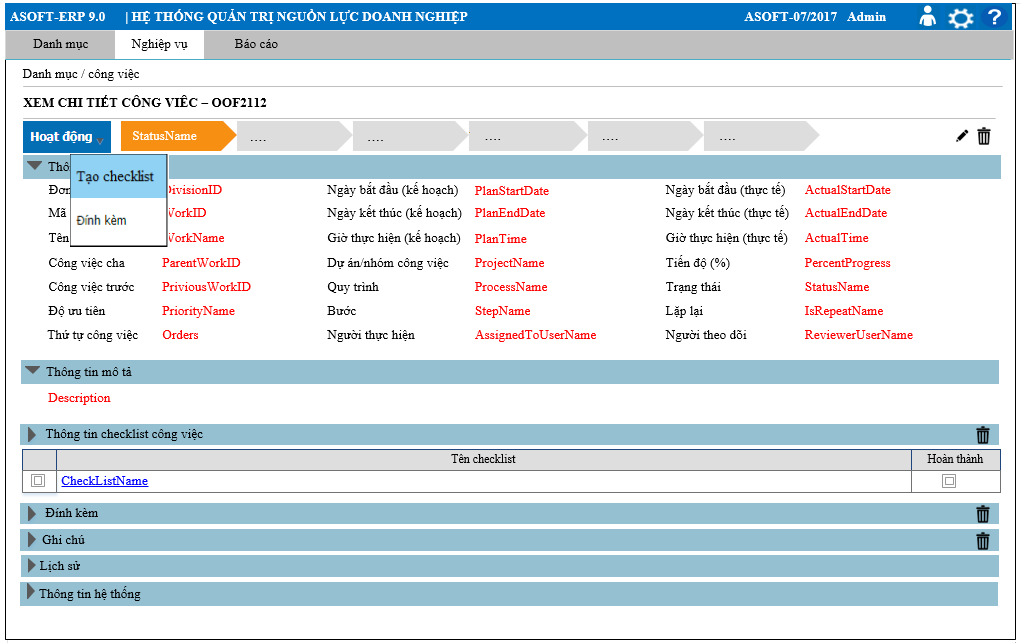 ASOFT-ERP 9.0 | HỆ THỐNG QUẢN TRỊ NGUỒN LỰC DOANH NGHIỆP ASOFT-07/2017 Admin ?
Danh mục Nghiệp vụ Báo cáo
Danh mục / công việc
XEM CHI TIẾT CÔNG VIỆC – OOF2112
Hoạt động StatusName .... .... .... .... ....
Tạo checklist
Đính kèm
DivisionID Ngày bắt đầu (kế hoạch) PlanStartDate Ngày bắt đầu (thực tế) ActualStartDate
Mã WorkID Ngày kết thúc (kế hoạch) PlanEndDate Ngày kết thúc (thực tế) ActualEndDate
Tên WorkName Giờ thực hiện (kế hoạch) PlanTime Giờ thực hiện (thực tế) ActualTime
Công việc cha ParentWorkID Dự án/nhóm công việc ProjectName Tiến độ (%) PercentProgress
Công việc trước PriviousWorkID Quy trình ProcessName Trạng thái StatusName
Độ ưu tiên PriorityName Bước StepName Lặp lại IsRepeatName
Thứ tự công việc Orders Người thực hiện AssignedToUserName Người theo dõi ReviewerUserName
Thông tin mô tả
Description
Thông tin checklist công việc
Tên checklist Hoàn thành
CheckListName
Đính kèm
Ghi chú
Lịch sử
Thông tin hệ thống